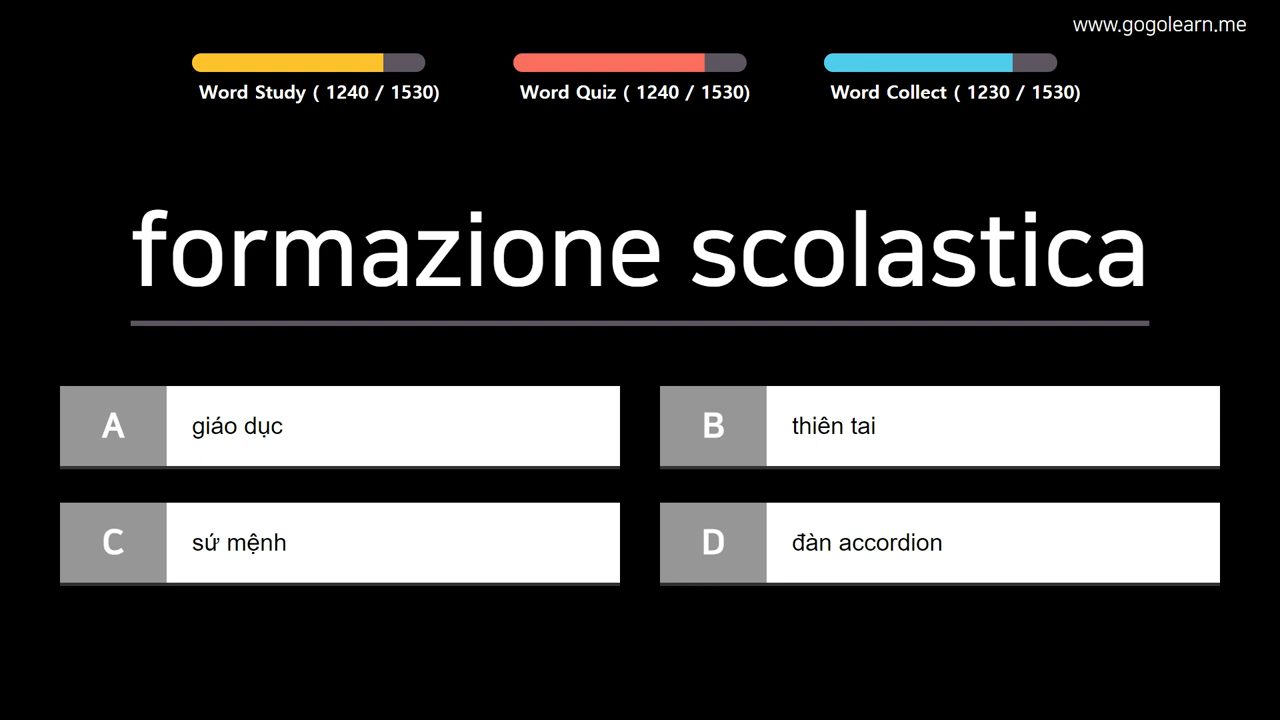 www.gogolearn.me
Word Study ( 1240 / 1530)
Word Quiz ( 1240 / 1530)
Word Collect ( 1230 / 1530)
formazione scolastica
A giáo dục
B thiên tai
C sứ mệnh
D đàn accordion